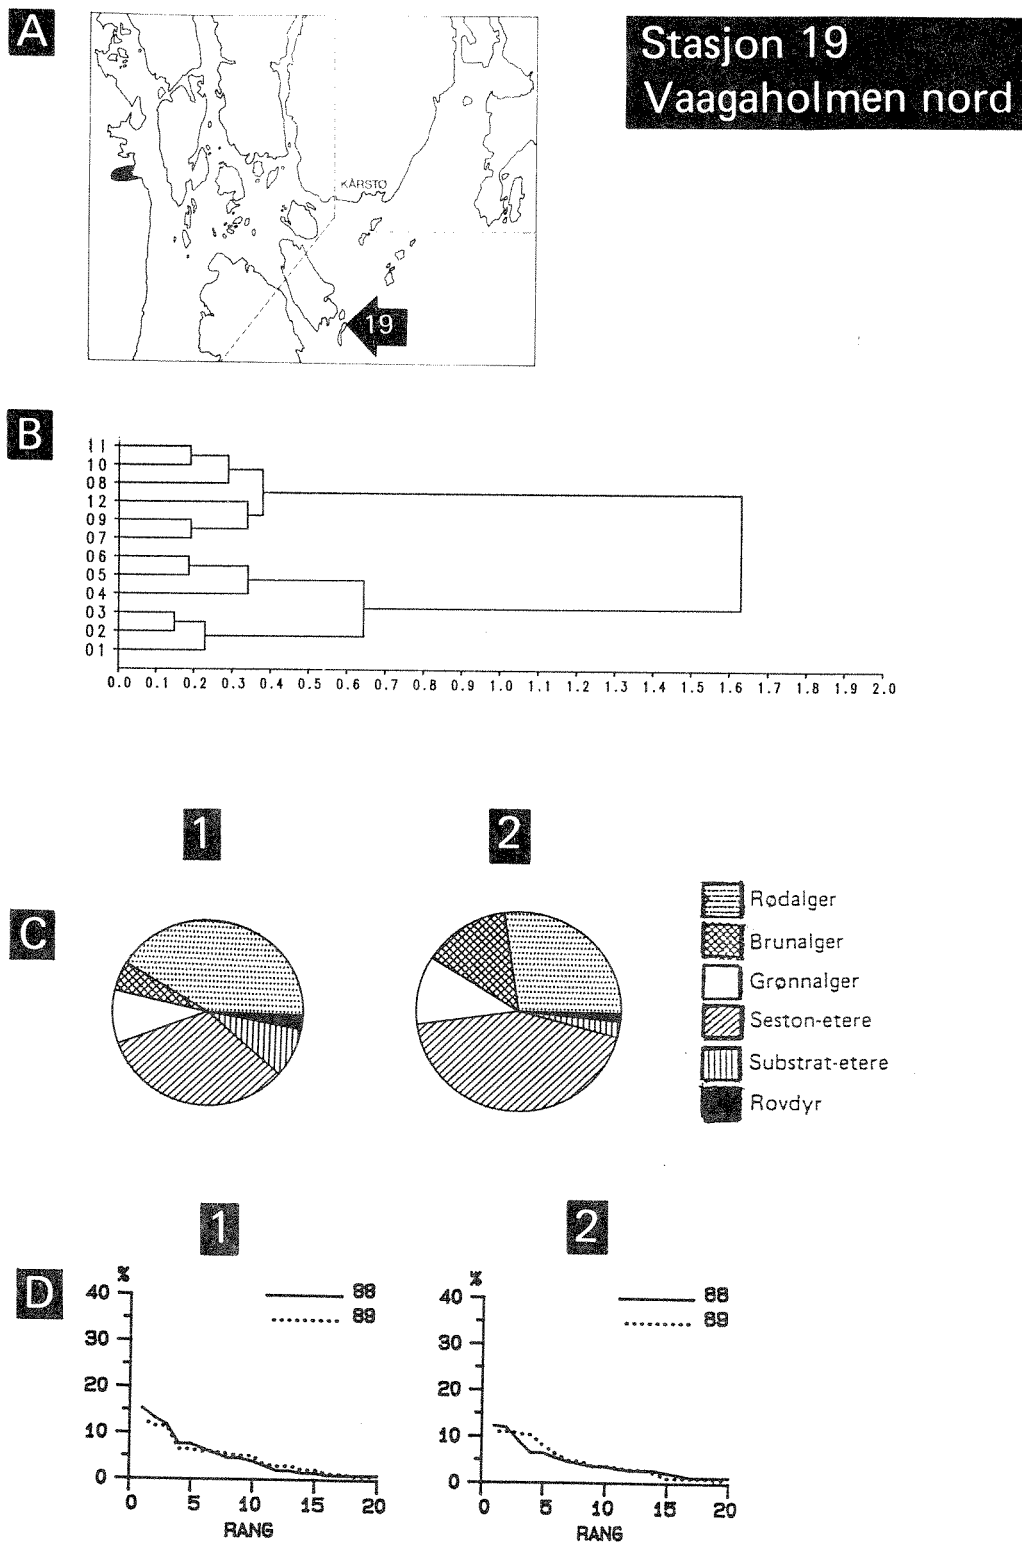 A
Stasjon 19
Vaagaholmen nord
KÅRSTØ
19
B
11
10
08
12
09
07
06
05
04
03
02
01
0.0 0.1 0.2 0.3 0.4 0.5 0.6 0.7 0.8 0.9 1.0 1.1 1.2 1.3 1.4 1.5 1.6 1.7 1.8 1.9 2.0
1 2
C
Rødalger
Brunalger
Grønnalger
Seston-etere
Substrat-etere
Rovdyr
1 2
D
%
40
30
20
10
0
88
89
0 5 10 15 20
RANG
%
40
30
20
10
0
88
89
0 5 10 15 20
RANG